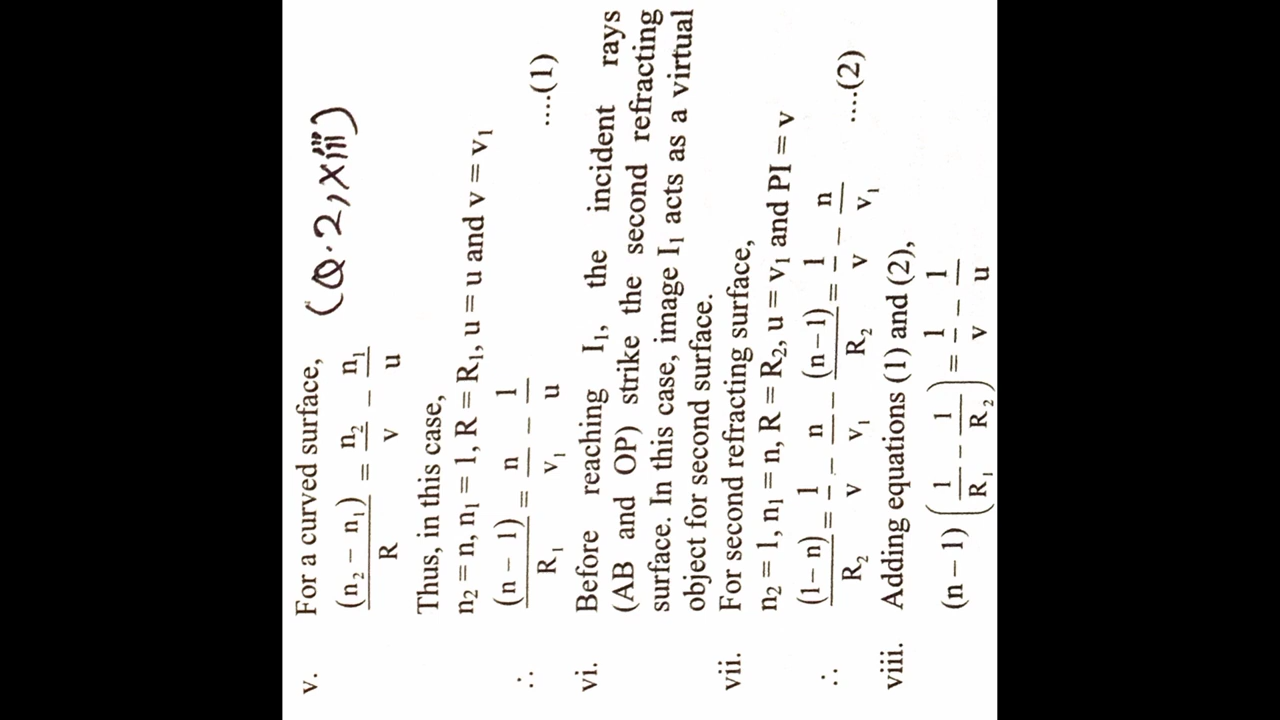 v. For a curved surface, (Q.2, xiii)
(n₂ − n₁)/R = n₂/v − n₁/u
Thus, in this case,
n₂ = n, n₁ = 1, R = R₁, u = u and v = v₁
∴ (n − 1)/R₁ = n/v₁ − 1/u ....(1)
vi. Before reaching I₁, the incident rays
(AB and OP) strike the second refracting
surface. In this case, image I₁ acts as a virtual
object for second surface.
vii. For second refracting surface,
n₂ = 1, n₁ = n, R = R₂, u = v₁ and PI = v
∴ (1− n)/R₂ = 1/v − n/v₁ − (n − 1)/R₂ = 1/v − n/v₁ ....(2)
viii. Adding equations (1) and (2),
(n − 1) (1/R₁ − 1/R₂) = 1/v − 1/u